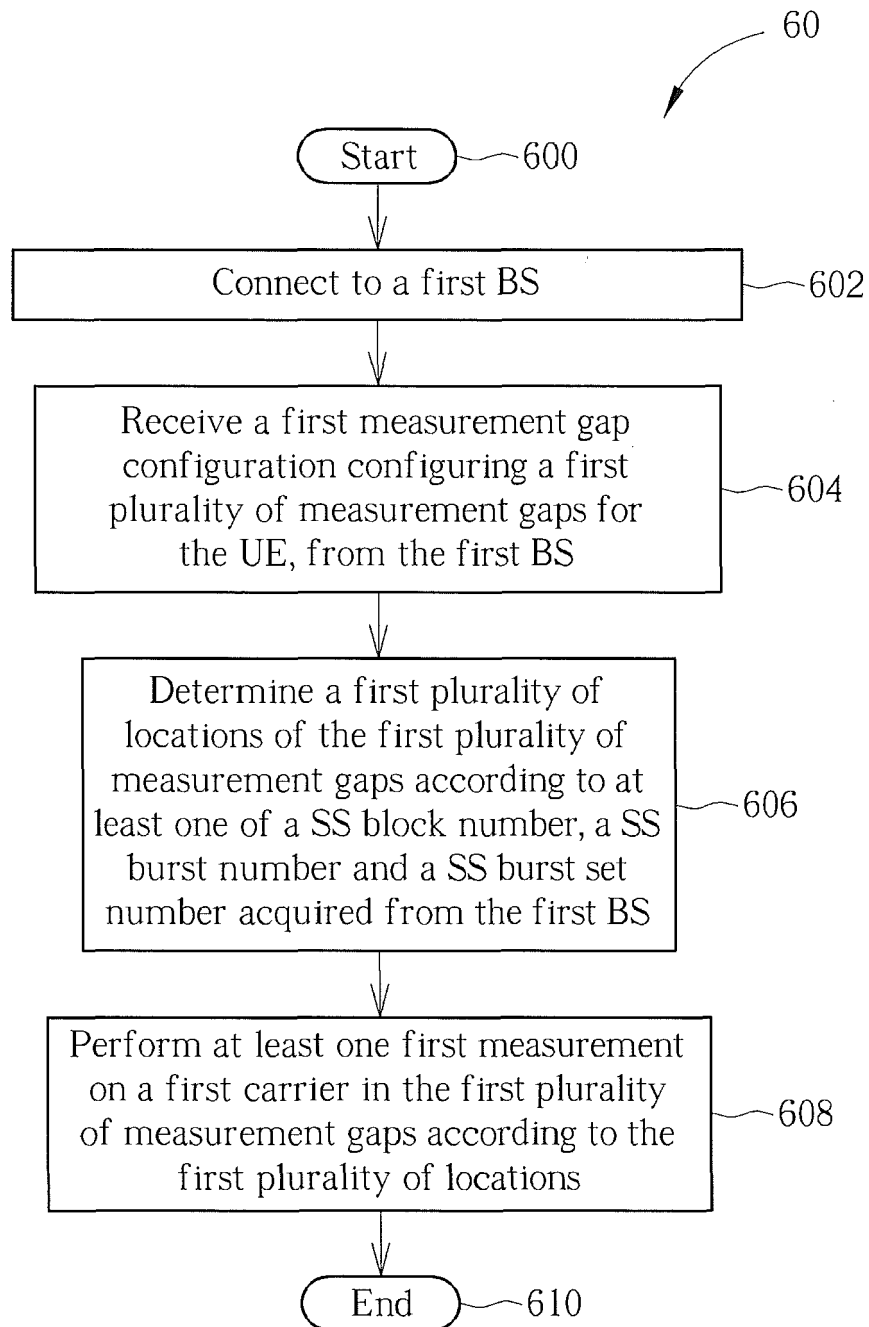 60
Start 600
Connect to a first BS 602
Receive a first measurement gap
configuration configuring a first
plurality of measurement gaps for
the UE, from the first BS
604
Determine a first plurality of
locations of the first plurality of
measurement gaps according to at
least one of a SS block number, a SS
burst number and a SS burst set
number acquired from the first BS
606
Perform at least one first measurement
on a first carrier in the first plurality
of measurement gaps according to the
first plurality of locations
608
End 610